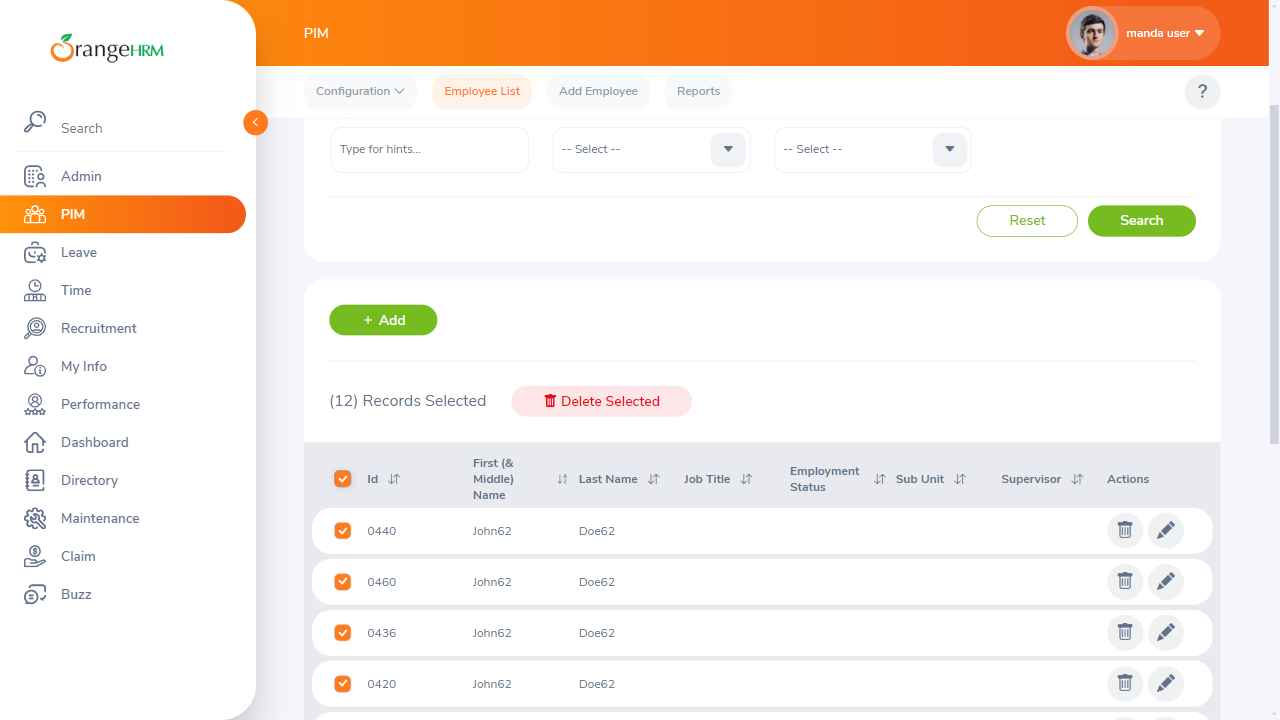 OrangeHRM
Search
Admin
PIM
Leave
Time
Recruitment
My Info
Performance
Dashboard
Directory
Maintenance
Claim
Buzz
PIM
manda user
Configuration
Employee List
Add Employee
Reports
?
Type for hints...
-- Select --
-- Select --
Reset
Search
+ Add
(12) Records Selected
Delete Selected
Id
First (& Middle) Name
Last Name
Job Title
Employment Status
Sub Unit
Supervisor
Actions
0440 John62 Doe62
0460 John62 Doe62
0436 John62 Doe62
0420 John62 Doe62